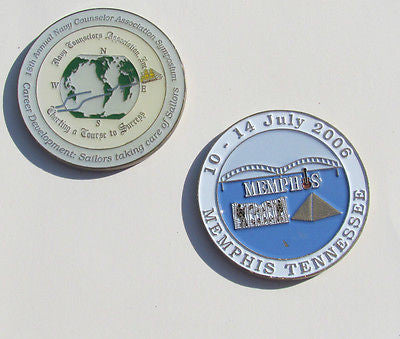 18th Annual Navy Counselor Association Symposium
Navy Counselors Association, Inc
N
W E
S
Charting a Course to Success
Career Development: Sailors taking care of Sailors
10 - 14 July 2006
MEMPHIS
MEMPHIS TENNESSEE